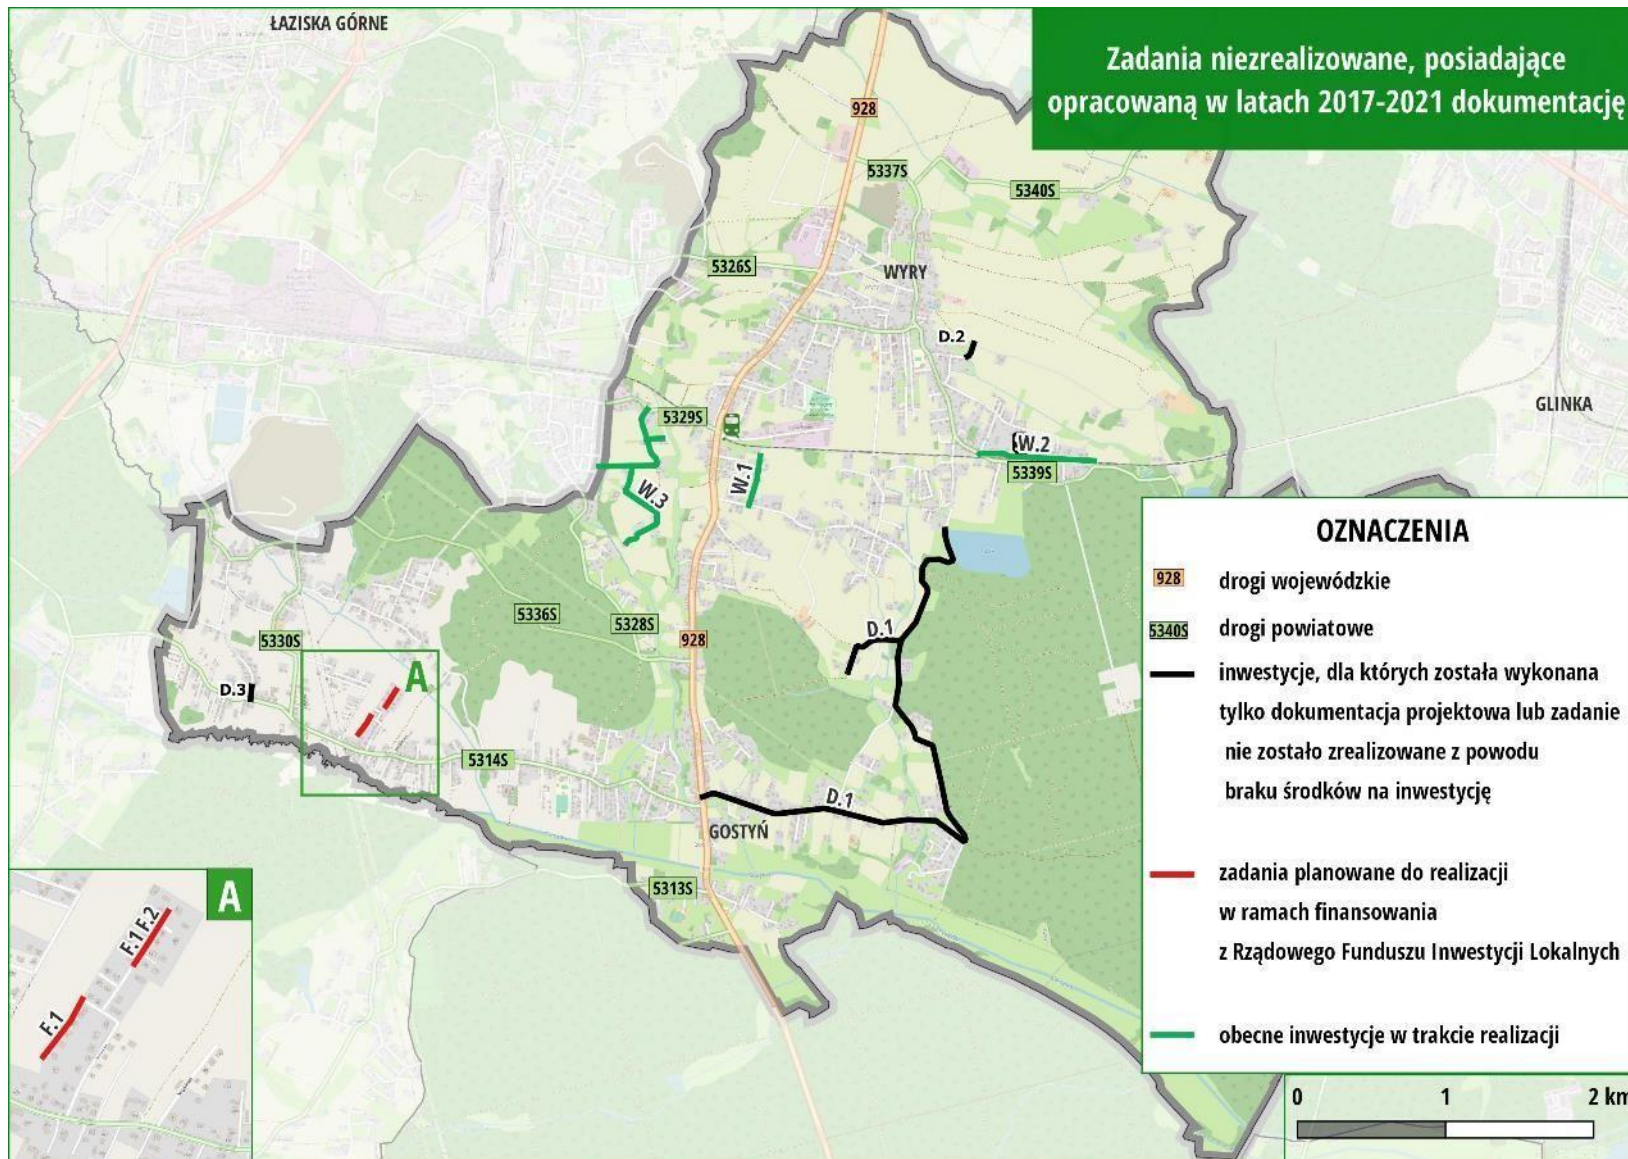 ŁAZISKA GÓRNE
Zadania niezrealizowane, posiadające
opracowaną w latach 2017-2021 dokumentację
928
5337S
5340S
5326S
WYRY
D.2
GLINKA
5329S
W.2
5339S
W.1
W.3
OZNACZENIA
928 drogi wojewódzkie
5340S drogi powiatowe
inwestycje, dla których została wykonana
tylko dokumentacja projektowa lub zadanie
nie zostało zrealizowane z powodu
braku środków na inwestycję
zadania planowane do realizacji
w ramach finansowania
z Rządowego Funduszu Inwestycji Lokalnych
obecne inwestycje w trakcie realizacji
5336S
5328S
928
D.1
5330S
A
D.3
5314S
D.1
GOSTYŃ
5313S
A
F.1 F.2
F.1
0 1 2 km